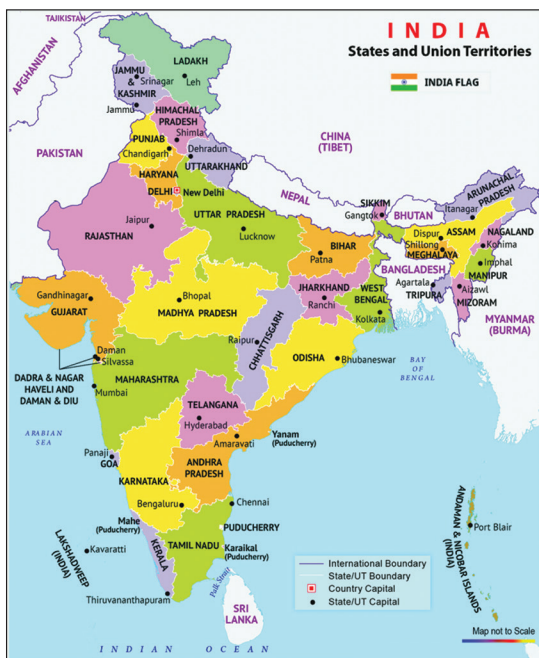 INDIA
States and Union Territories
INDIA FLAG
TAJIKISTAN
AFGHANISTAN
PAKISTAN
CHINA
(TIBET)
NEPAL
BHUTAN
BANGLADESH
MYANMAR
(BURMA)
SRI
LANKA
LADAKH
Leh
JAMMU
&
KASHMIR
Srinagar
Jammu
HIMACHAL
PRADESH
Shimla
PUNJAB
Chandigarh
Dehradun
UTTARAKHAND
HARYANA
DELHI
New Delhi
UTTAR PRADESH
Lucknow
Jaipur
RAJASTHAN
SIKKIM
Gangtok
ARUNACHAL
PRADESH
Itanagar
Dispur
ASSAM
NAGALAND
Kohima
Shillong
MEGHALAYA
Imphal
MANIPUR
Agartala
TRIPURA
Aizawl
MIZORAM
BIHAR
Patna
JHARKHAND
Ranchi
WEST
BENGAL
Kolkata
Gandhinagar
GUJARAT
Bhopal
MADHYA PRADESH
Raipur
CHHATTISGARH
ODISHA
Bhubaneswar
BAY
OF
BENGAL
Daman
Silvassa
DADRA & NAGAR
HAVELI AND
DAMAN & DIU
MAHARASHTRA
Mumbai
ARABIAN
SEA
TELANGANA
Hyderabad
Amaravati
Yanam
(Puducherry)
Panaji
GOA
KARNATAKA
ANDHRA
PRADESH
Bengaluru
Chennai
Mahe
(Puducherry)
PUDUCHERRY
TAMIL NADU
Karaikal
(Puducherry)
KERALA
LAKSHADWEEP
(INDIA)
Kavaratti
Thiruvananthapuram
Palk Strait
ANDAMAN & NICOBAR ISLANDS
(INDIA)
Port Blair
International Boundary
State/UT Boundary
Country Capital
State/UT Capital
Map not to Scale
INDIAN OCEAN